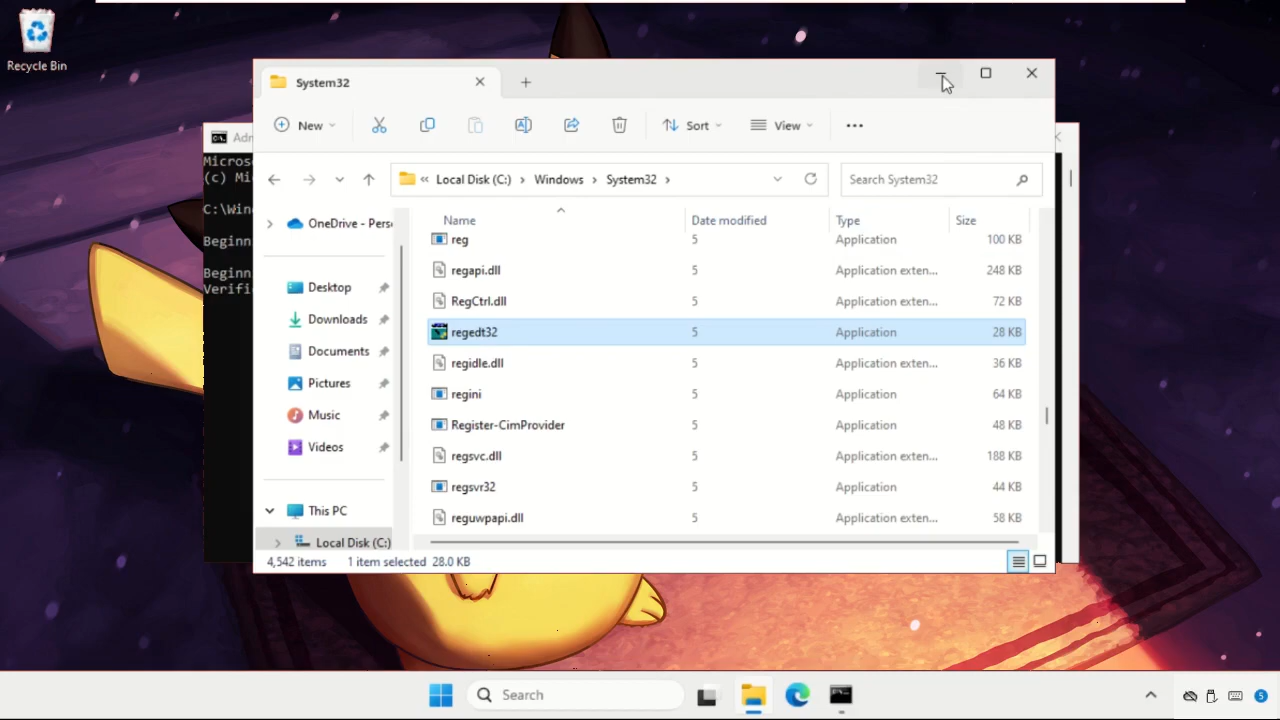 Recycle Bin
System32
New
Sort
View
Local Disk (C:)
Windows
System32
Search System32
Adm
Micros
(c) Mi
C:\Win
Beginn
Beginn
Verifi
OneDrive - Pers
Desktop
Downloads
Documents
Pictures
Music
Videos
This PC
Local Disk (C:)
Name Date modified Type Size
reg 5 Application 100 KB
regapi.dll 5 Application exten... 248 KB
RegCtrl.dll 5 Application exten... 72 KB
regedt32 5 Application 28 KB
regidle.dll 5 Application exten... 36 KB
regini 5 Application 64 KB
Register-CimProvider 5 Application 48 KB
regsvc.dll 5 Application exten... 188 KB
regsvr32 5 Application 44 KB
reguwpapi.dll 5 Application exten... 58 KB
4,542 items 1 item selected 28.0 KB
Search
5